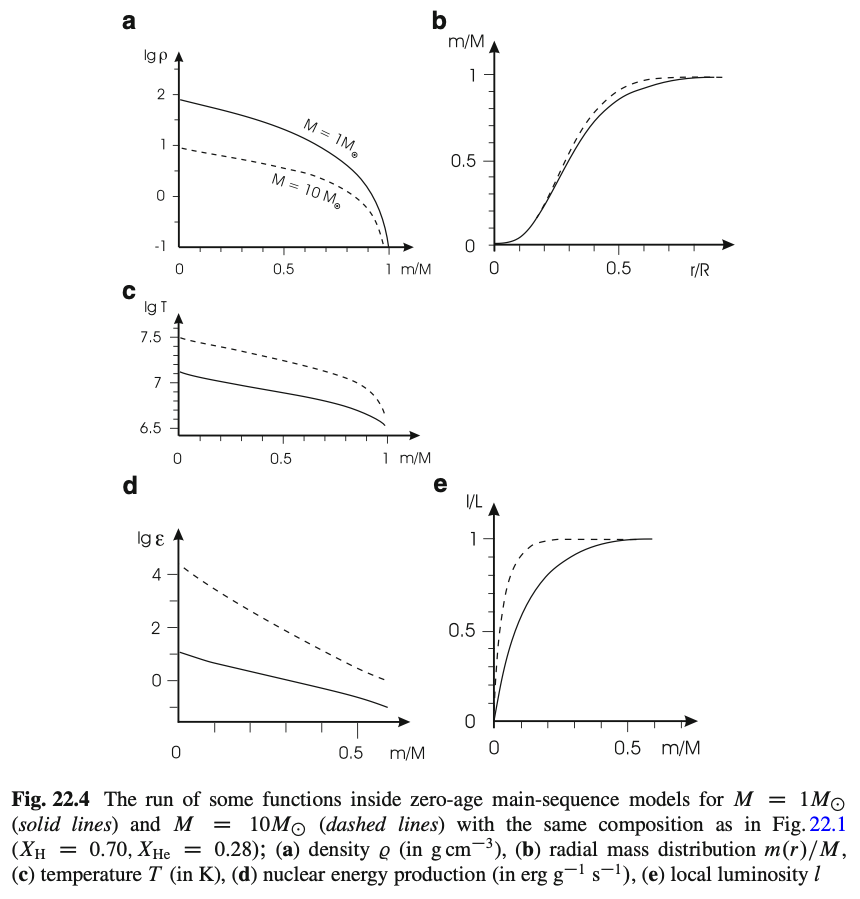 a
lg ρ
2
1
0
-1
M = 1M⊙
M = 10 M⊙
0 0.5 1 m/M
b
m/M
1
0.5
0
0 0.5 r/R
c
lg T
7.5
7
6.5
0 0.5 1 m/M
d
lg ε
4
2
0
0 0.5 m/M
e
l/L
1
0.5
0
0 0.5 m/M
Fig. 22.4 The run of some functions inside zero-age main-sequence models for M = 1M⊙
(solid lines) and M = 10M⊙ (dashed lines) with the same composition as in Fig. 22.1
(XH = 0.70, XHe = 0.28); (a) density ϱ (in g cm−3), (b) radial mass distribution m(r)/M,
(c) temperature T (in K), (d) nuclear energy production (in erg g−1 s−1), (e) local luminosity l